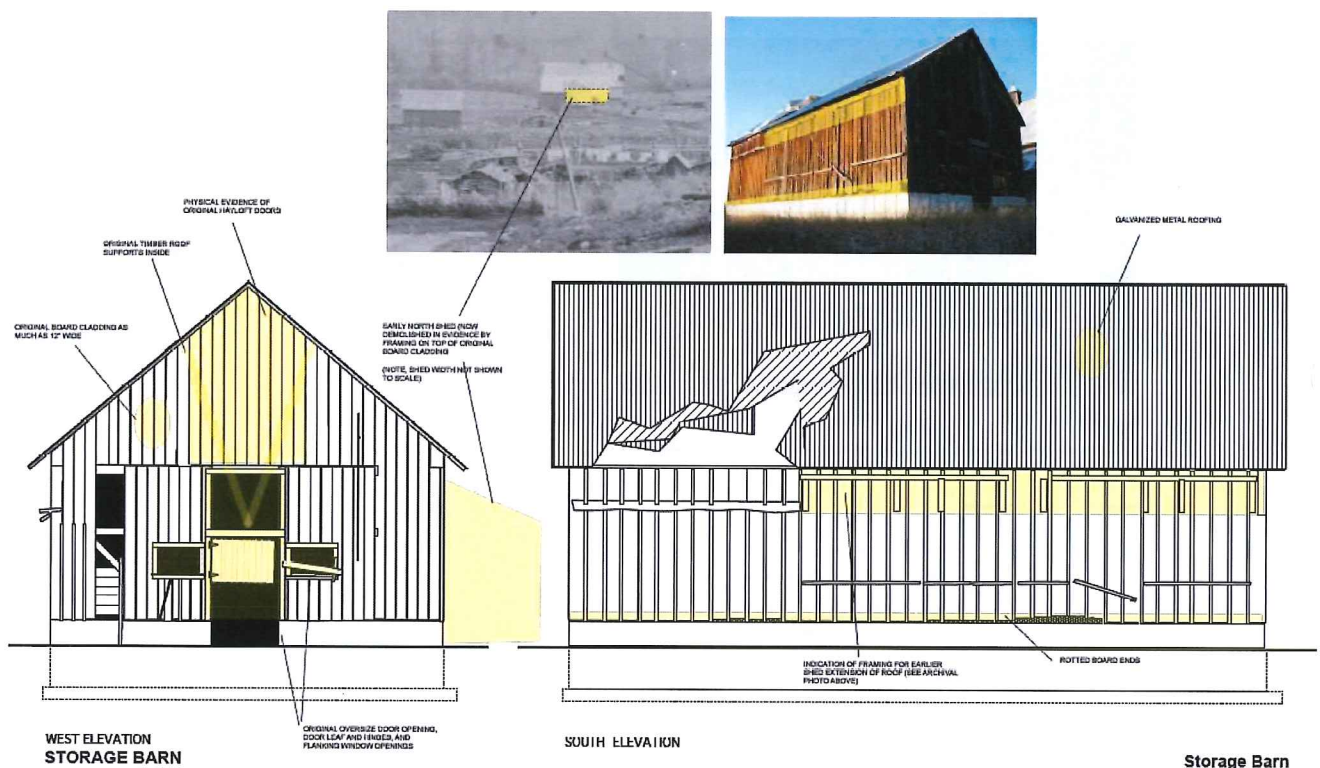 PHYSICAL EVIDENCE OF
ORIGINAL HAYLOFT DOORS
ORIGINAL TIMBER ROOF
SUPPORTS INSIDE
ORIGINAL BOARD CLADDING AS
MUCH AS 12" WIDE
EARLY NORTH SHED (NOW
DEMOLISHED IN EVIDENCE BY
FRAMING ON TOP OF ORIGINAL
BOARD CLADDING
(NOTE, SHED WIDTH NOT SHOWN
TO SCALE)
GALVANIZED METAL ROOFING
ORIGINAL OVERSIZE DOOR OPENING,
DOOR LEAF AND HINGES, AND
FLANKING WINDOW OPENINGS
INDICATION OF FRAMING FOR EARLIER
SHED EXTENSION OF ROOF (SEE ARCHIVAL
PHOTO ABOVE)
ROTTED BOARD ENDS
WEST ELEVATION
STORAGE BARN
SOUTH ELEVATION
Storage Barn